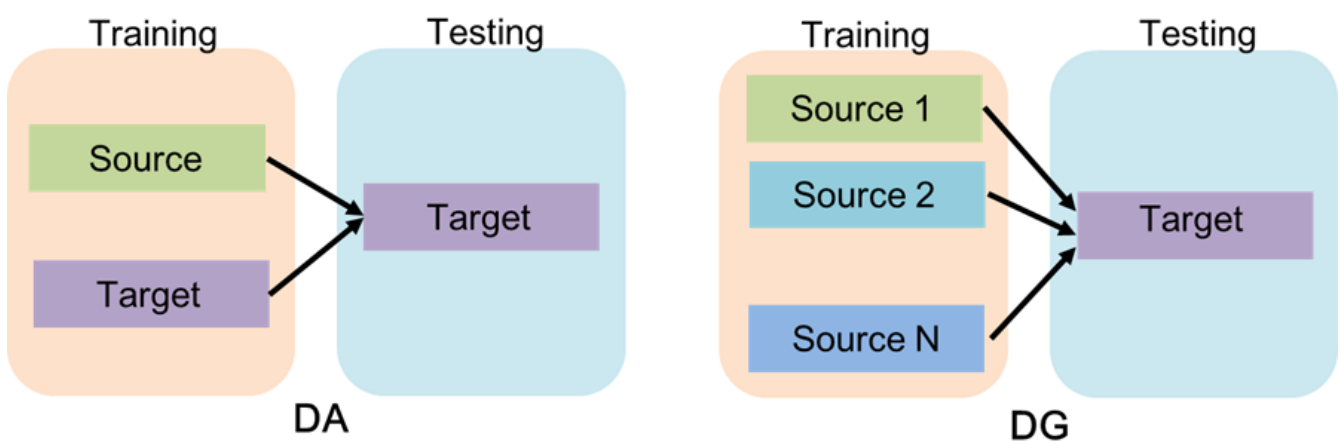 Training
Testing
Source
Target
Target
DA
Training
Testing
Source 1
Source 2
Source N
Target
DG